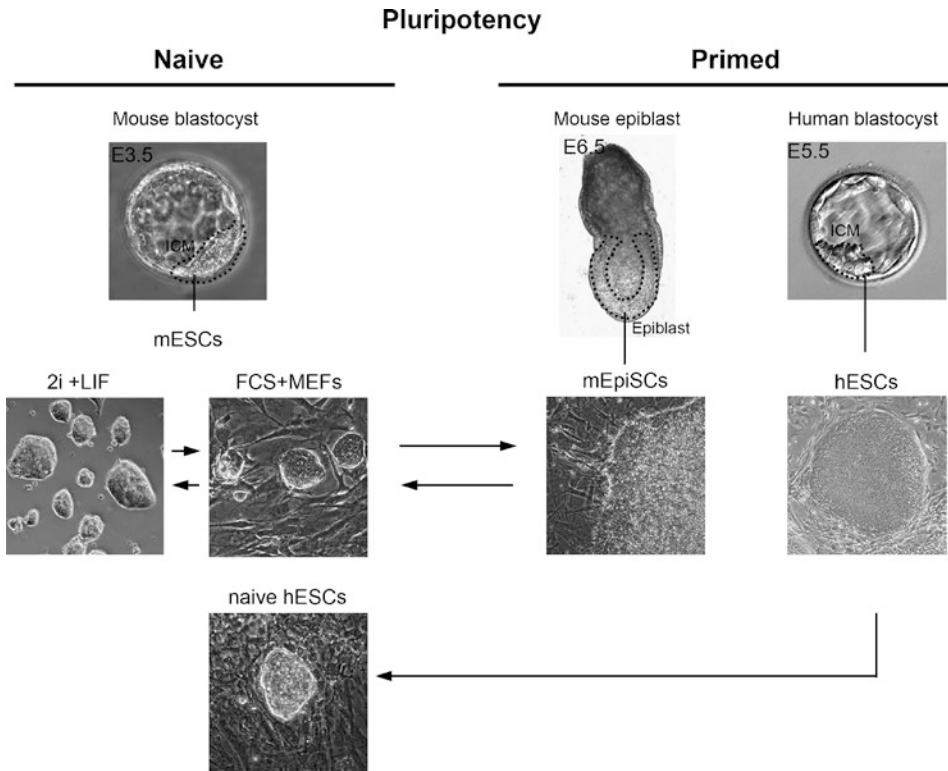 Pluripotency
Naive
Primed
Mouse blastocyst
Mouse epiblast
Human blastocyst
E3.5
E6.5
E5.5
ICM
ICM
Epiblast
mESCs
2i +LIF
FCS+MEFs
mEpiSCs
hESCs
naive hESCs